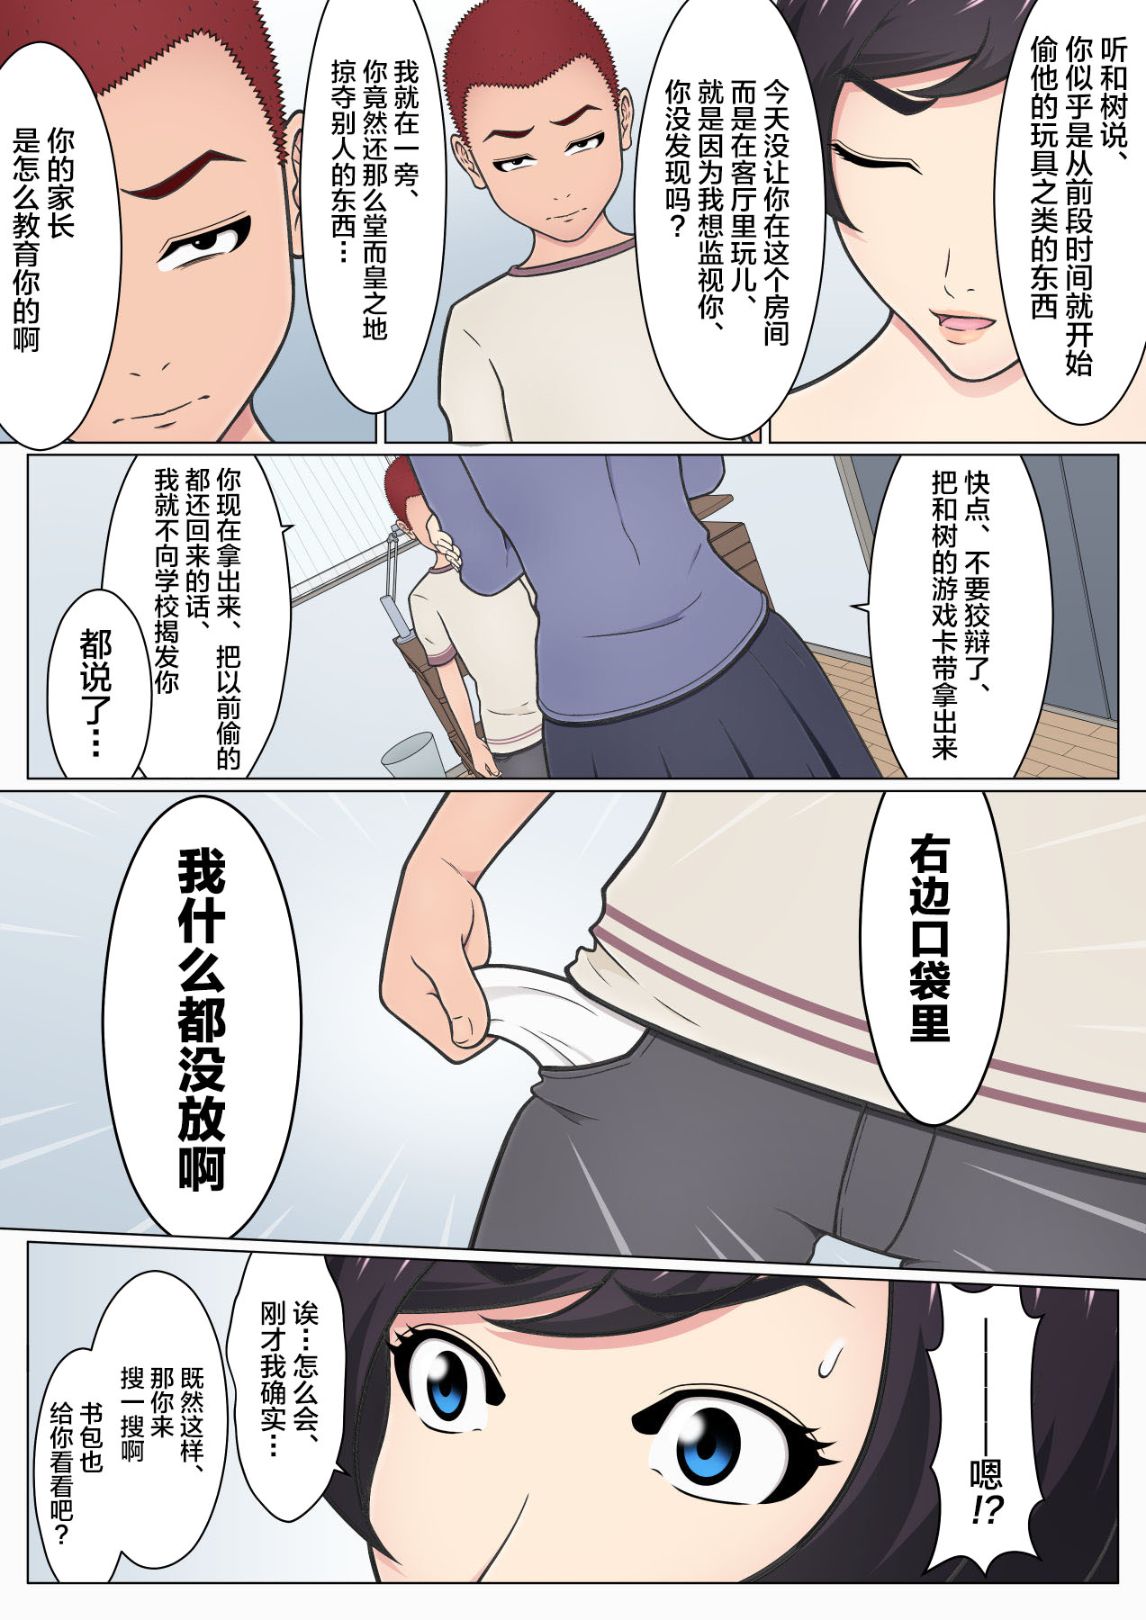 听和树说、
你似乎是从前段时间就开始
偷他的玩具之类的东西
今天没让你在这个房间
而是在客厅里玩儿、
就是因为我想监视你、
你没发现吗？
我就在一旁、
你竟然还那么堂而皇之地
掠夺别人的东西…
你的家长
是怎么教育你的啊
快点、不要狡辩了、
把和树的游戏卡带拿出来
你现在拿出来、把以前偷的
都还回来的话、
我就不向学校揭发你
都说了…
右边口袋里
我什么都没放啊
————嗯!?
诶…怎么会、
刚才我确实…
既然这样、
那你来
搜一搜啊
书包也
给你看看吧？